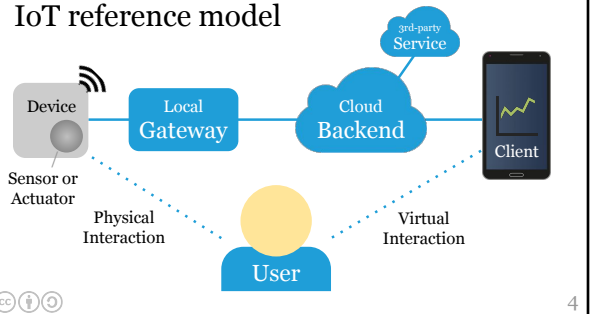 IoT reference model
3rd-party
Service
Device
Local
Gateway
Cloud
Backend
Client
Sensor or
Actuator
Physical
Interaction
Virtual
Interaction
User
cc
4